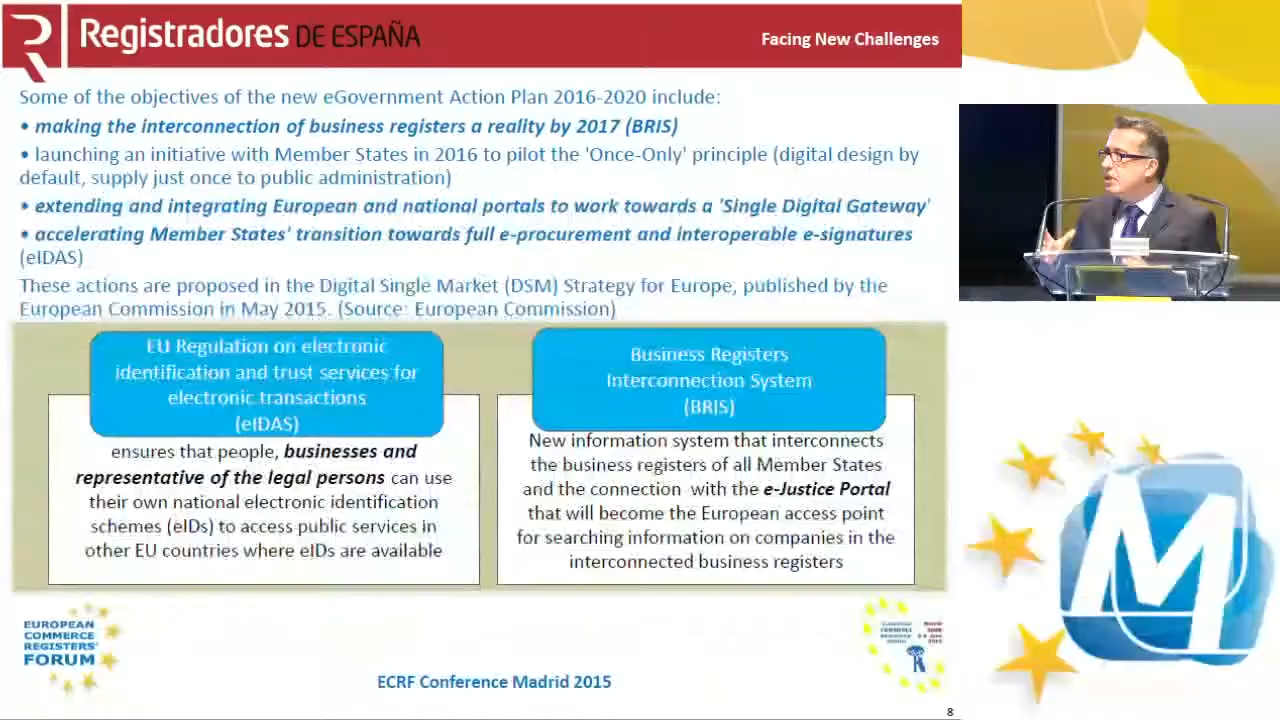 Registradores DE ESPAÑA
Facing New Challenges
Some of the objectives of the new eGovernment Action Plan 2016-2020 include:
• making the interconnection of business registers a reality by 2017 (BRIS)
• launching an initiative with Member States in 2016 to pilot the 'Once-Only' principle (digital design by
default, supply just once to public administration)
• extending and integrating European and national portals to work towards a 'Single Digital Gateway'
• accelerating Member States' transition towards full e-procurement and interoperable e-signatures
(eIDAS)
These actions are proposed in the Digital Single Market (DSM) Strategy for Europe, published by the
European Commission in May 2015. (Source: European Commission)
EU Regulation on electronic
identification and trust services for
electronic transactions
(eIDAS)
ensures that people, businesses and
representative of the legal persons can use
their own national electronic identification
schemes (eIDs) to access public services in
other EU countries where eIDs are available
Business Registers
Interconnection System
(BRIS)
New information system that interconnects
the business registers of all Member States
and the connection with the e-Justice Portal
that will become the European access point
for searching information on companies in the
interconnected business registers
EUROPEAN
COMMERCE
REGISTERS'
FORUM
ECRF Conference Madrid 2015
8
M